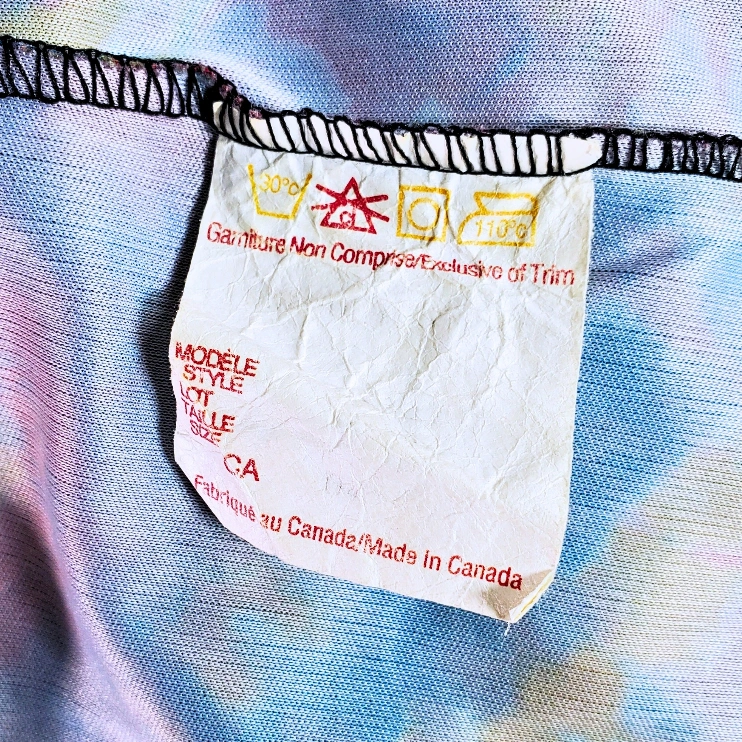 30°c cl 110°c
Garniture Non Comprise/Exclusive of Trim
MODÈLE
STYLE
LOT
TAILLE
SIZE
CA
Fabriqué au Canada/Made in Canada